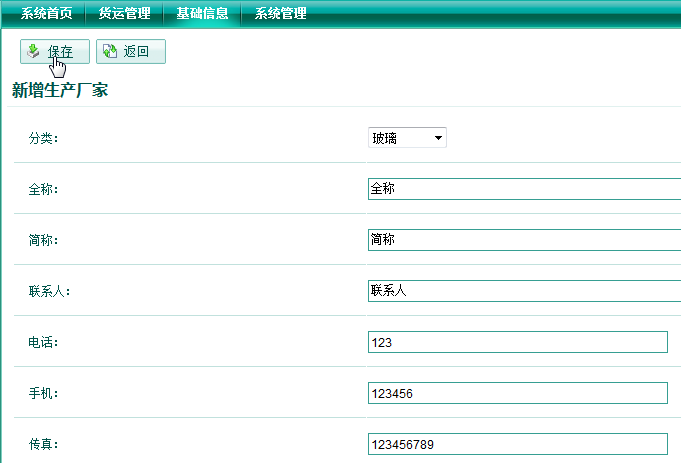 系统首页 货运管理 基础信息 系统管理
保存 返回
新增生产厂家
分类： 玻璃
全称： 全称
简称： 简称
联系人： 联系人
电话： 123
手机： 123456
传真： 123456789